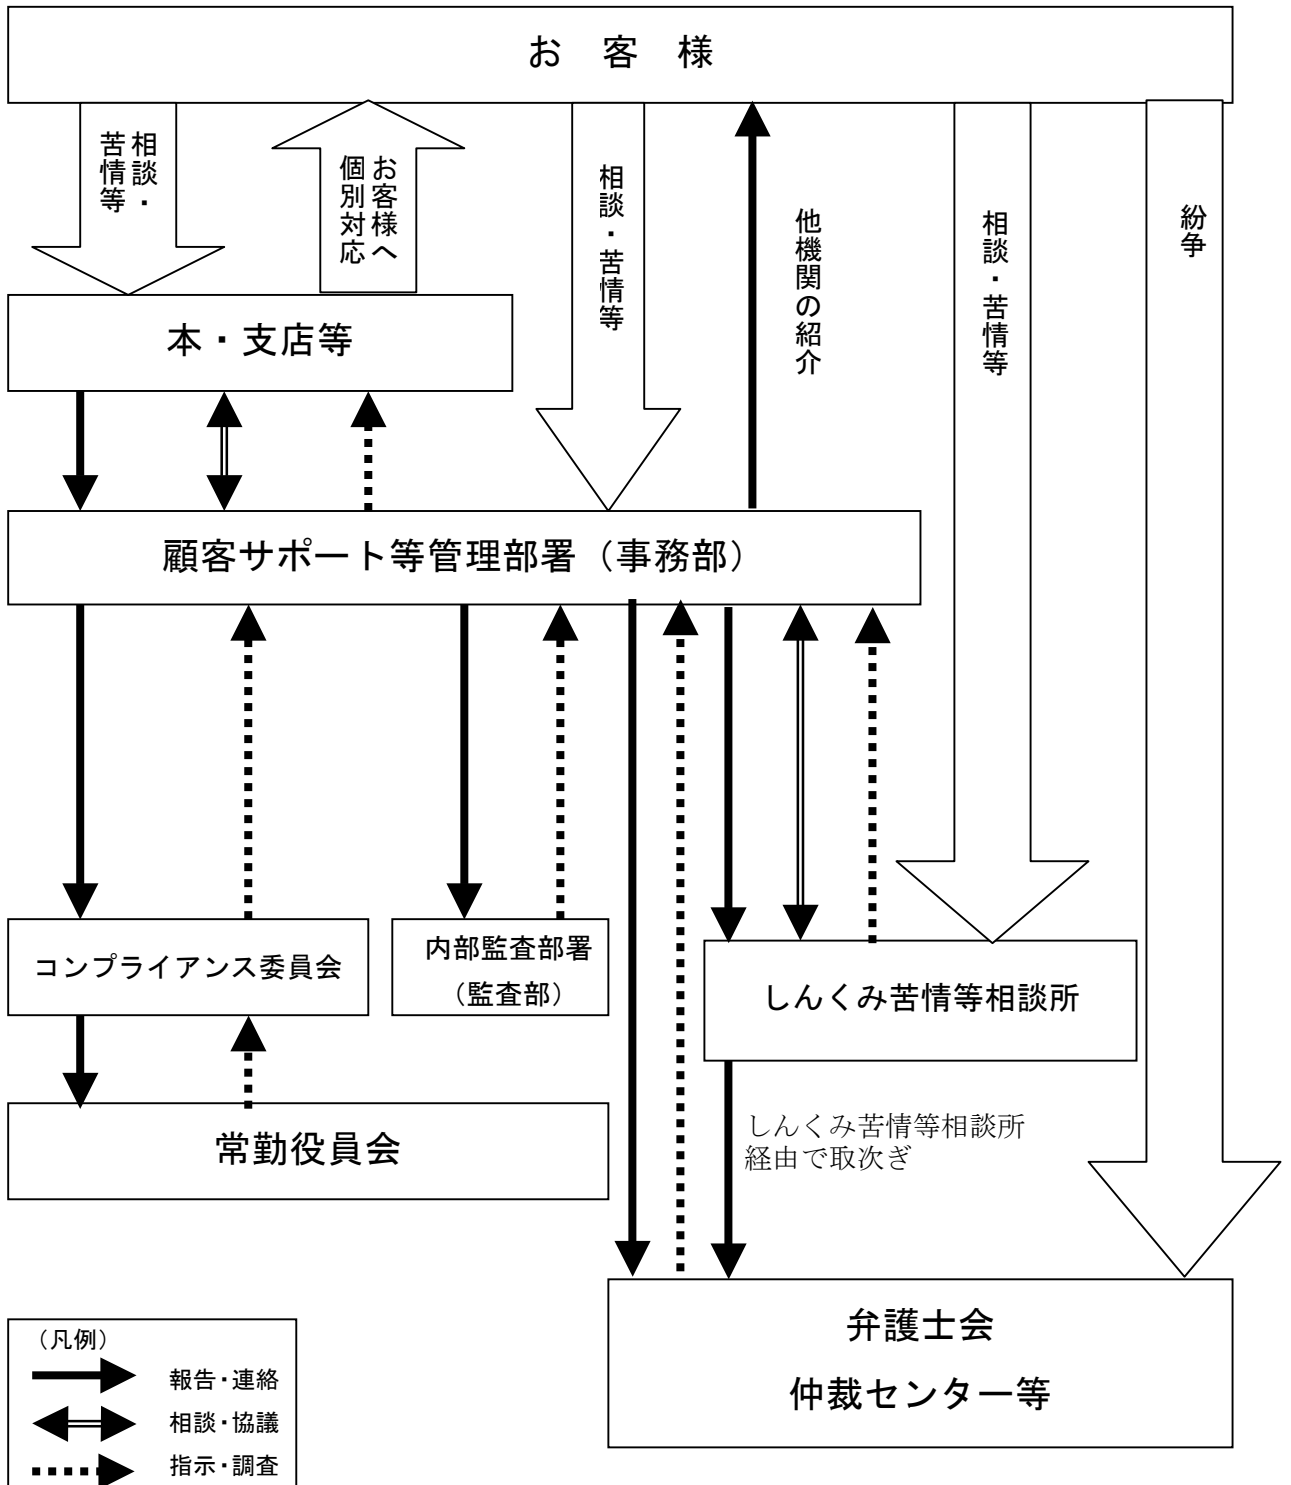 お　客　様
相談・
苦情等
お客様へ
個別対応
相談・苦情等
他機関の紹介
相談・苦情等
紛争
本・支店等
顧客サポート等管理部署（事務部）
コンプライアンス委員会
内部監査部署
（監査部）
しんくみ苦情等相談所
常勤役員会
しんくみ苦情等相談所
経由で取次ぎ
弁護士会
仲裁センター等
（凡例）
報告・連絡
相談・協議
指示・調査